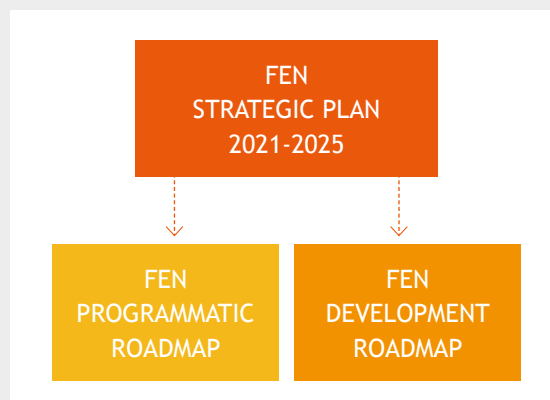 FEN
STRATEGIC PLAN
2021-2025
FEN
PROGRAMMATIC
ROADMAP
FEN
DEVELOPMENT
ROADMAP